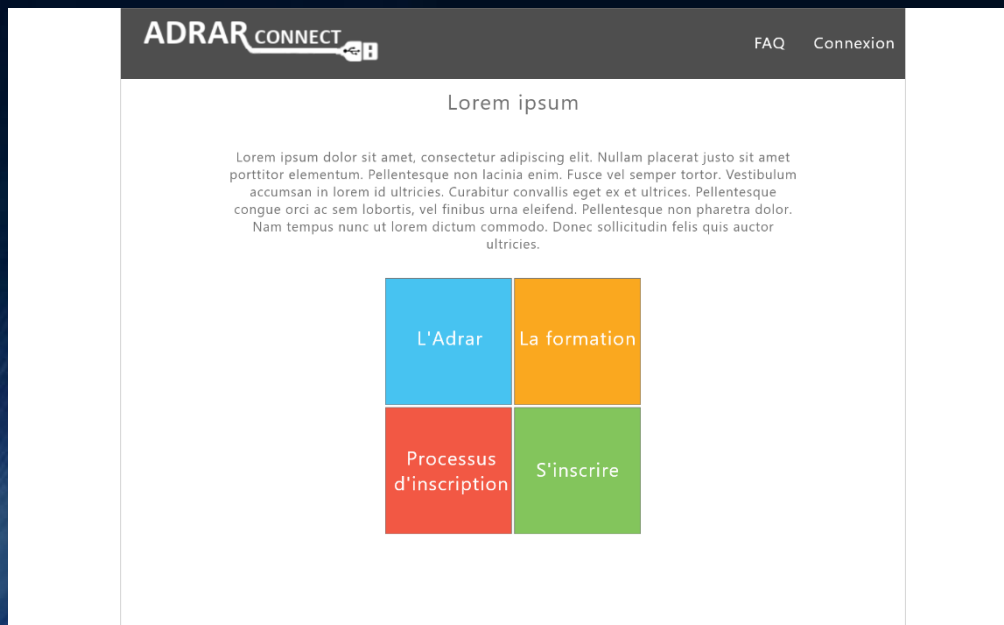 ADRAR CONNECT
FAQ Connexion
Lorem ipsum
Lorem ipsum dolor sit amet, consectetur adipiscing elit. Nullam placerat justo sit amet
porttitor elementum. Pellentesque non lacinia enim. Fusce vel semper tortor. Vestibulum
accumsan in lorem id ultricies. Curabitur convallis eget ex et ultrices. Pellentesque
congue orci ac sem lobortis, vel finibus urna eleifend. Pellentesque non pharetra dolor.
Nam tempus nunc ut lorem dictum commodo. Donec sollicitudin felis quis auctor
ultricies.
L'Adrar
La formation
Processus
d'inscription
S'inscrire